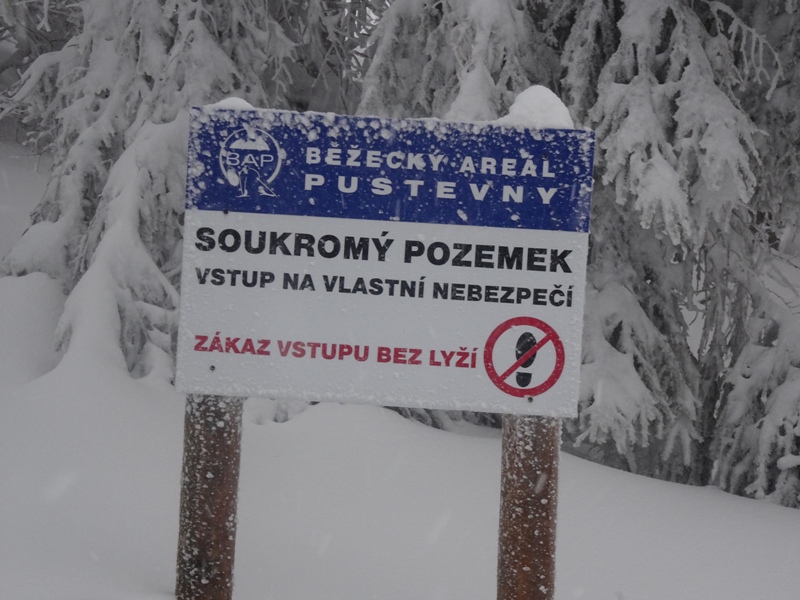 BAP
BĚŽECKÝ AREÁL
PUSTEVNY
SOUKROMÝ POZEMEK
VSTUP NA VLASTNÍ NEBEZPEČÍ
ZÁKAZ VSTUPU BEZ LYŽÍ